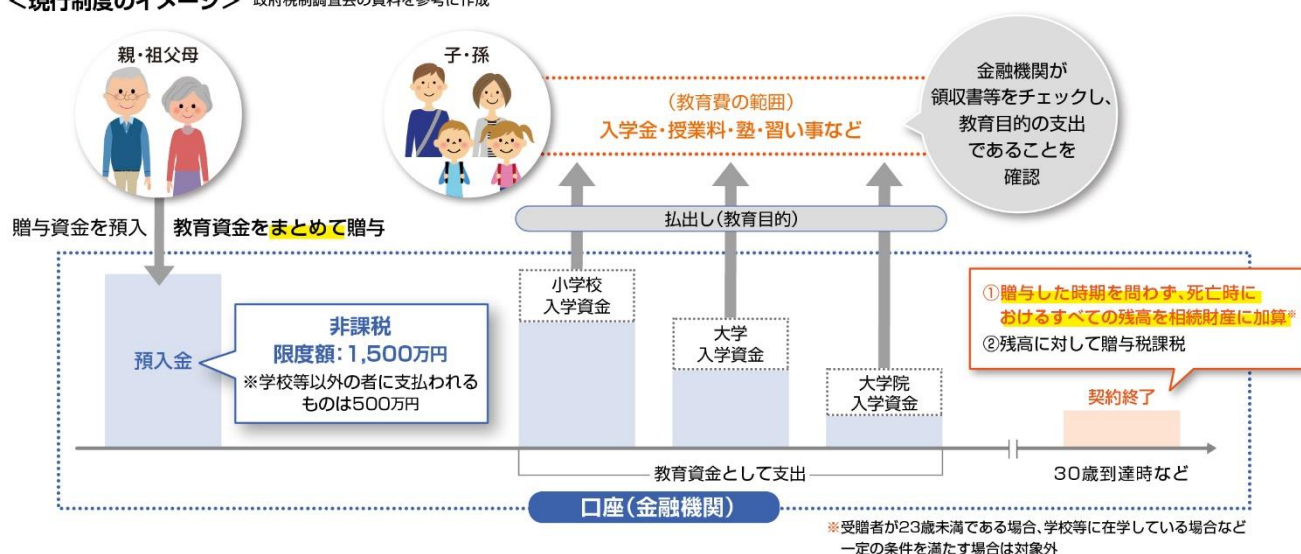 <現行制度のイメージ> 政府税制調査会の資料を参考に作成
親・祖父母
子・孫
(教育費の範囲)
入学金・授業料・塾・習い事など
金融機関が
領収書等をチェックし、
教育目的の支出
であることを
確認
贈与資金を預入
教育資金をまとめて贈与
払出し(教育目的)
預入金
非課税
限度額:1,500万円
※学校等以外の者に支払われる
ものは500万円
小学校
入学資金
大学
入学資金
大学院
入学資金
①贈与した時期を問わず、死亡時に
おけるすべての残高を相続財産に加算※
②残高に対して贈与税課税
契約終了
教育資金として支出
30歳到達時など
口座(金融機関)
※受贈者が23歳未満である場合、学校等に在学している場合など
一定の条件を満たす場合は対象外